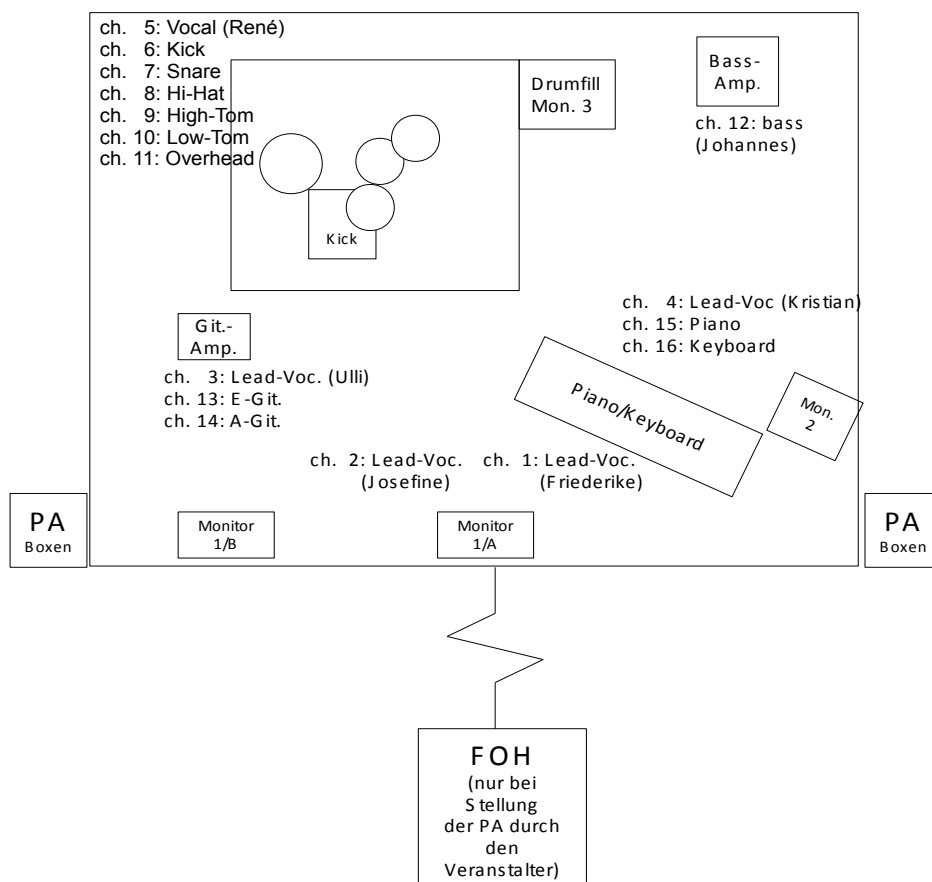 ch.  5: Vocal (René)
ch.  6: Kick
ch.  7: Snare
ch.  8: Hi-Hat
ch.  9: High-Tom
ch. 10: Low-Tom
ch. 11: Overhead
Drumfill
Mon. 3
Bass-
Amp.
ch. 12: bass
(Johannes)
Kick
Git.-
Amp.
ch.  3: Lead-Voc. (Ulli)
ch. 13: E-Git.
ch. 14: A-Git.
ch.  4: Lead-Voc (Kristian)
ch. 15: Piano
ch. 16: Keyboard
Piano/Keyboard
Mon.
2
ch.  2: Lead-Voc.
(Josefine)
ch.  1: Lead-Voc.
(Friederike)
PA
Boxen
Monitor
1/B
Monitor
1/A
PA
Boxen
FOH
(nur bei
Stellung
der PA durch
den
Veranstalter)